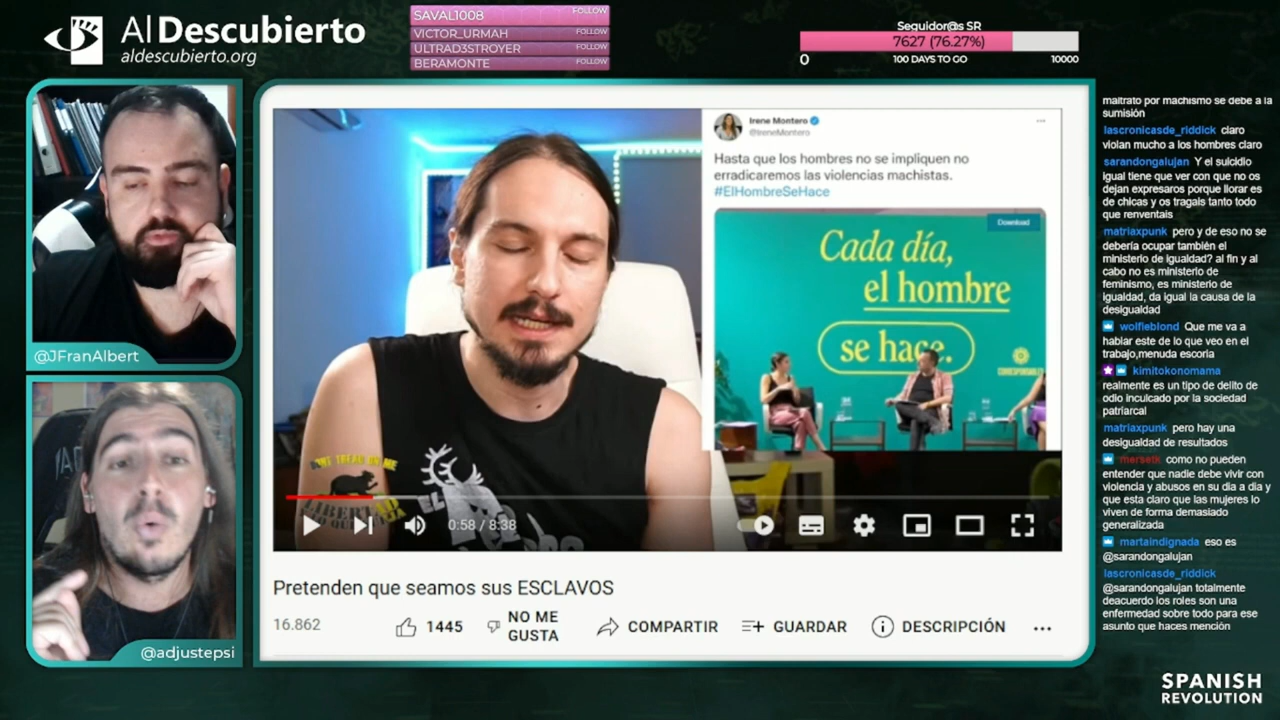 Al Descubierto
aldescubierto.org
SAVAL1008 FOLLOW
VICTOR_URMAH FOLLOW
ULTRAD3STROYER FOLLOW
BERAMONTE FOLLOW
Seguidor@s SR
7627 (76.27%)
0 100 DAYS TO GO 10000
@JFranAlbert
@adjustepsi
Irene Montero
@IreneMontero
Hasta que los hombres no se impliquen no
erradicaremos las violencias machistas.
#ElHombreSeHace
Download
Cada día,
el hombre
se hace.
DONT TREAD ON ME
0:58 / 8:38
Pretenden que seamos sus ESCLAVOS
16.862
1445
NO ME
GUSTA
COMPARTIR
GUARDAR
DESCRIPCIÓN
maltrato por machismo se debe a la
sumisión
lascronicasde_riddick claro
violan mucho a los hombres claro
sarandongalujan Y el suicidio
igual tiene que ver con que no os
dejan expresaros porque llorar es
de chicas y os tragais tanto todo
que renventais
matriaxpunk pero y de eso no se
debería ocupar también el
ministerio de igualdad? al fin y al
cabo no es ministerio de
feminismo, es ministerio de
igualdad, da igual la causa de la
desigualdad
wolfieblond Que me va a
hablar este de lo que veo en el
trabajo,menuda escoria
kimitokonomama
realmente es un tipo de delito de
odio inculcado por la sociedad
patriarcal
matriaxpunk pero hay una
desigualdad de resultados
mersetk como no pueden
entender que nadie debe vivir con
violencia y abusos en su dia a dia y
que esta claro que las mujeres lo
viven de forma demasiado
generalizada
martaindignada eso es
@sarandongalujan
lascronicasde_riddick
@sarandongalujan totalmente
deacuerdo los roles son una
enfermedad sobre todo para ese
asunto que haces mención
SPANISH
REVOLUTION